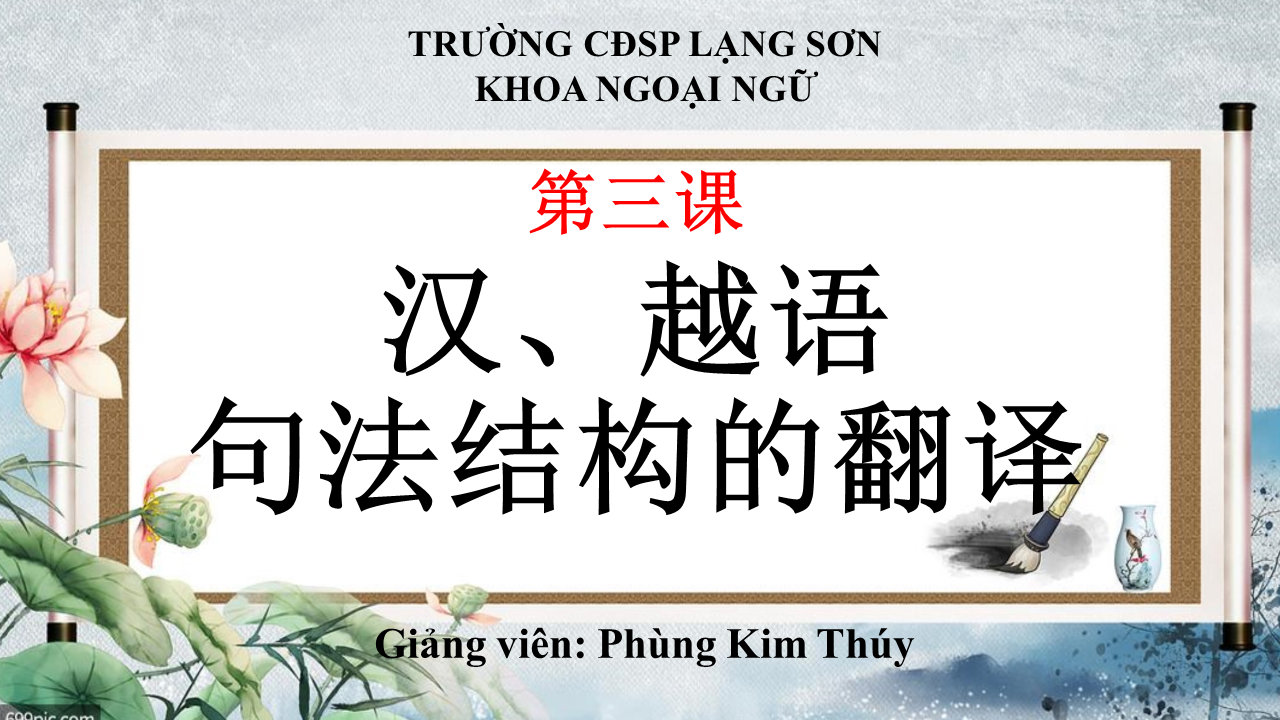 TRƯỜNG CĐSP LẠNG SƠN
KHOA NGOẠI NGỮ
第三课
汉、越语
句法结构的翻译
Giảng viên: Phùng Kim Thúy
699pic.com